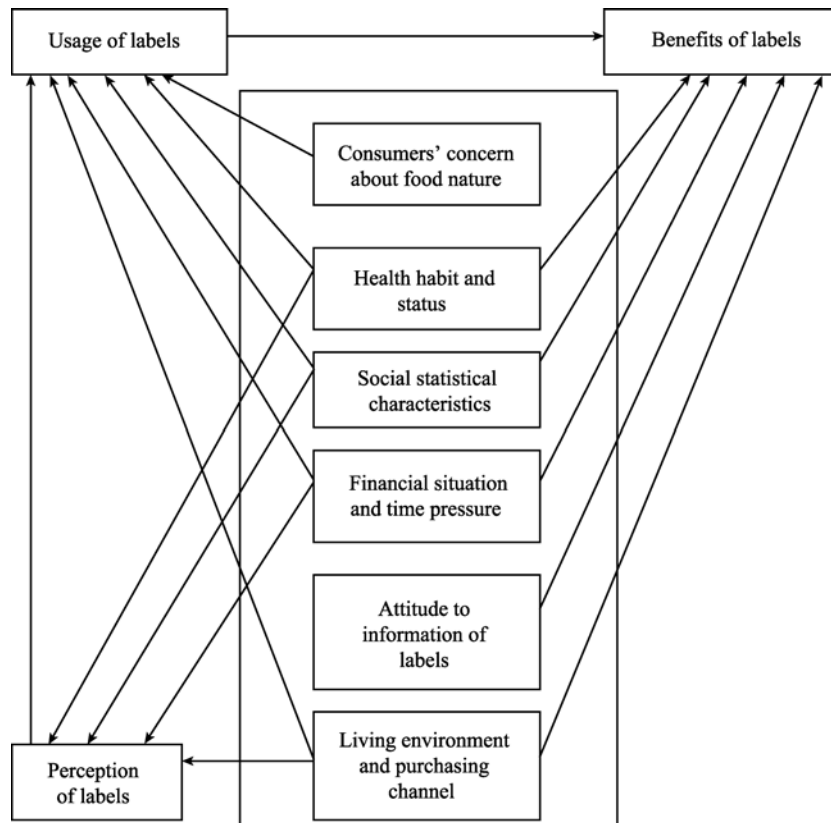 Usage of labels
Benefits of labels
Consumers’ concern
about food nature
Health habit and
status
Social statistical
characteristics
Financial situation
and time pressure
Attitude to
information of
labels
Living environment
and purchasing
channel
Perception
of labels